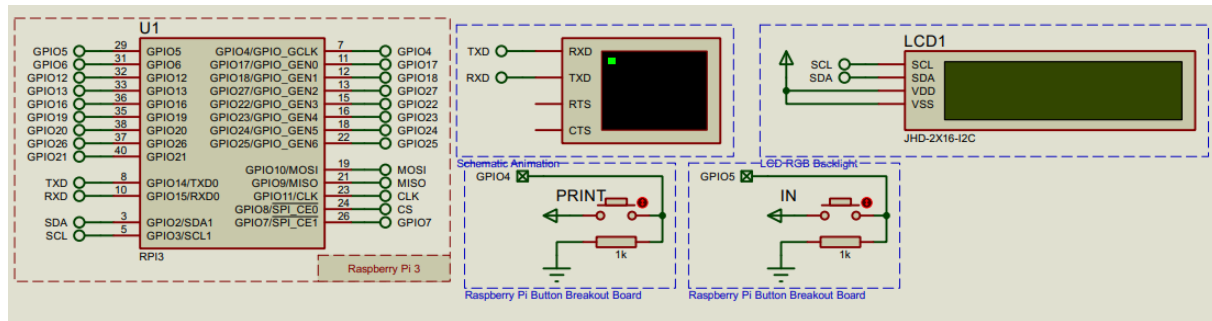 U1
GPIO5 29 GPIO5 GPIO4/GPIO_GCLK 7 GPIO4
GPIO6 31 GPIO6 GPIO17/GPIO_GEN0 11 GPIO17
GPIO12 32 GPIO12 GPIO18/GPIO_GEN1 12 GPIO18
GPIO13 33 GPIO13 GPIO27/GPIO_GEN2 13 GPIO27
GPIO16 36 GPIO16 GPIO22/GPIO_GEN3 15 GPIO22
GPIO19 35 GPIO19 GPIO23/GPIO_GEN4 16 GPIO23
GPIO20 38 GPIO20 GPIO24/GPIO_GEN5 18 GPIO24
GPIO26 37 GPIO26 GPIO25/GPIO_GEN6 22 GPIO25
GPIO21 40 GPIO21
GPIO10/MOSI 19 MOSI
TXD 8 GPIO14/TXD0 GPIO9/MISO 21 MISO
RXD 10 GPIO15/RXD0 GPIO11/CLK 23 CLK
GPIO8/SPI_CE0 24 CS
SDA 3 GPIO2/SDA1 GPIO7/SPI_CE1 26 GPIO7
SCL 5 GPIO3/SCL1
RPI3
Raspberry Pi 3
TXD RXD
RXD TXD
RTS
CTS
Schematic Animation
LCD1
SCL SCL
SDA SDA
VDD
VSS
JHD-2X16-I2C
LCD RGB Backlight
GPIO4
PRINT
1k
Raspberry Pi Button Breakout Board
GPIO5
IN
1k
Raspberry Pi Button Breakout Board